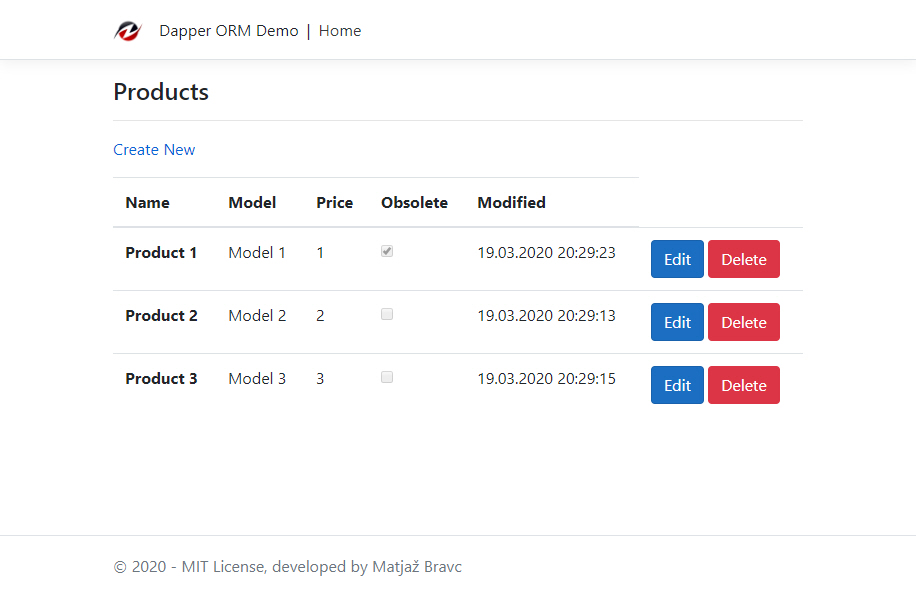 Dapper ORM Demo | Home
Products
Create New
Name Model Price Obsolete Modified
Product 1 Model 1 1 19.03.2020 20:29:23 Edit Delete
Product 2 Model 2 2 19.03.2020 20:29:13 Edit Delete
Product 3 Model 3 3 19.03.2020 20:29:15 Edit Delete
© 2020 - MIT License, developed by Matjaž Bravc